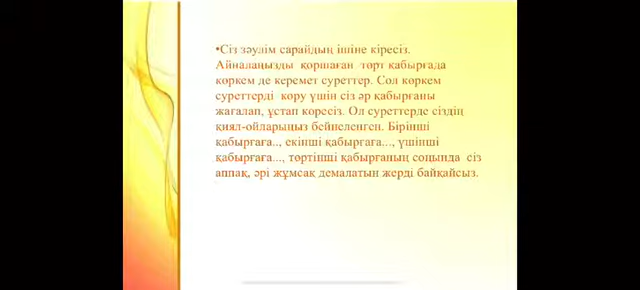 •Сіз зәулім сарайдың ішіне кіресіз.
Айналаңызды қоршаған төрт қабырғада
көркем де керемет суреттер. Сол көркем
суреттерді көру үшін сіз әр қабырғаны
жағалап, ұстап көресіз. Ол суреттерде сіздің
қиял-ойларыңыз бейнеленген. Бірінші
қабырғаға.., екінші қабырғаға..., үшінші
қабырғаға..., төртінші қабырғаның соңында сіз
аппақ, әрі жұмсақ демалатын жерді байқайсыз.